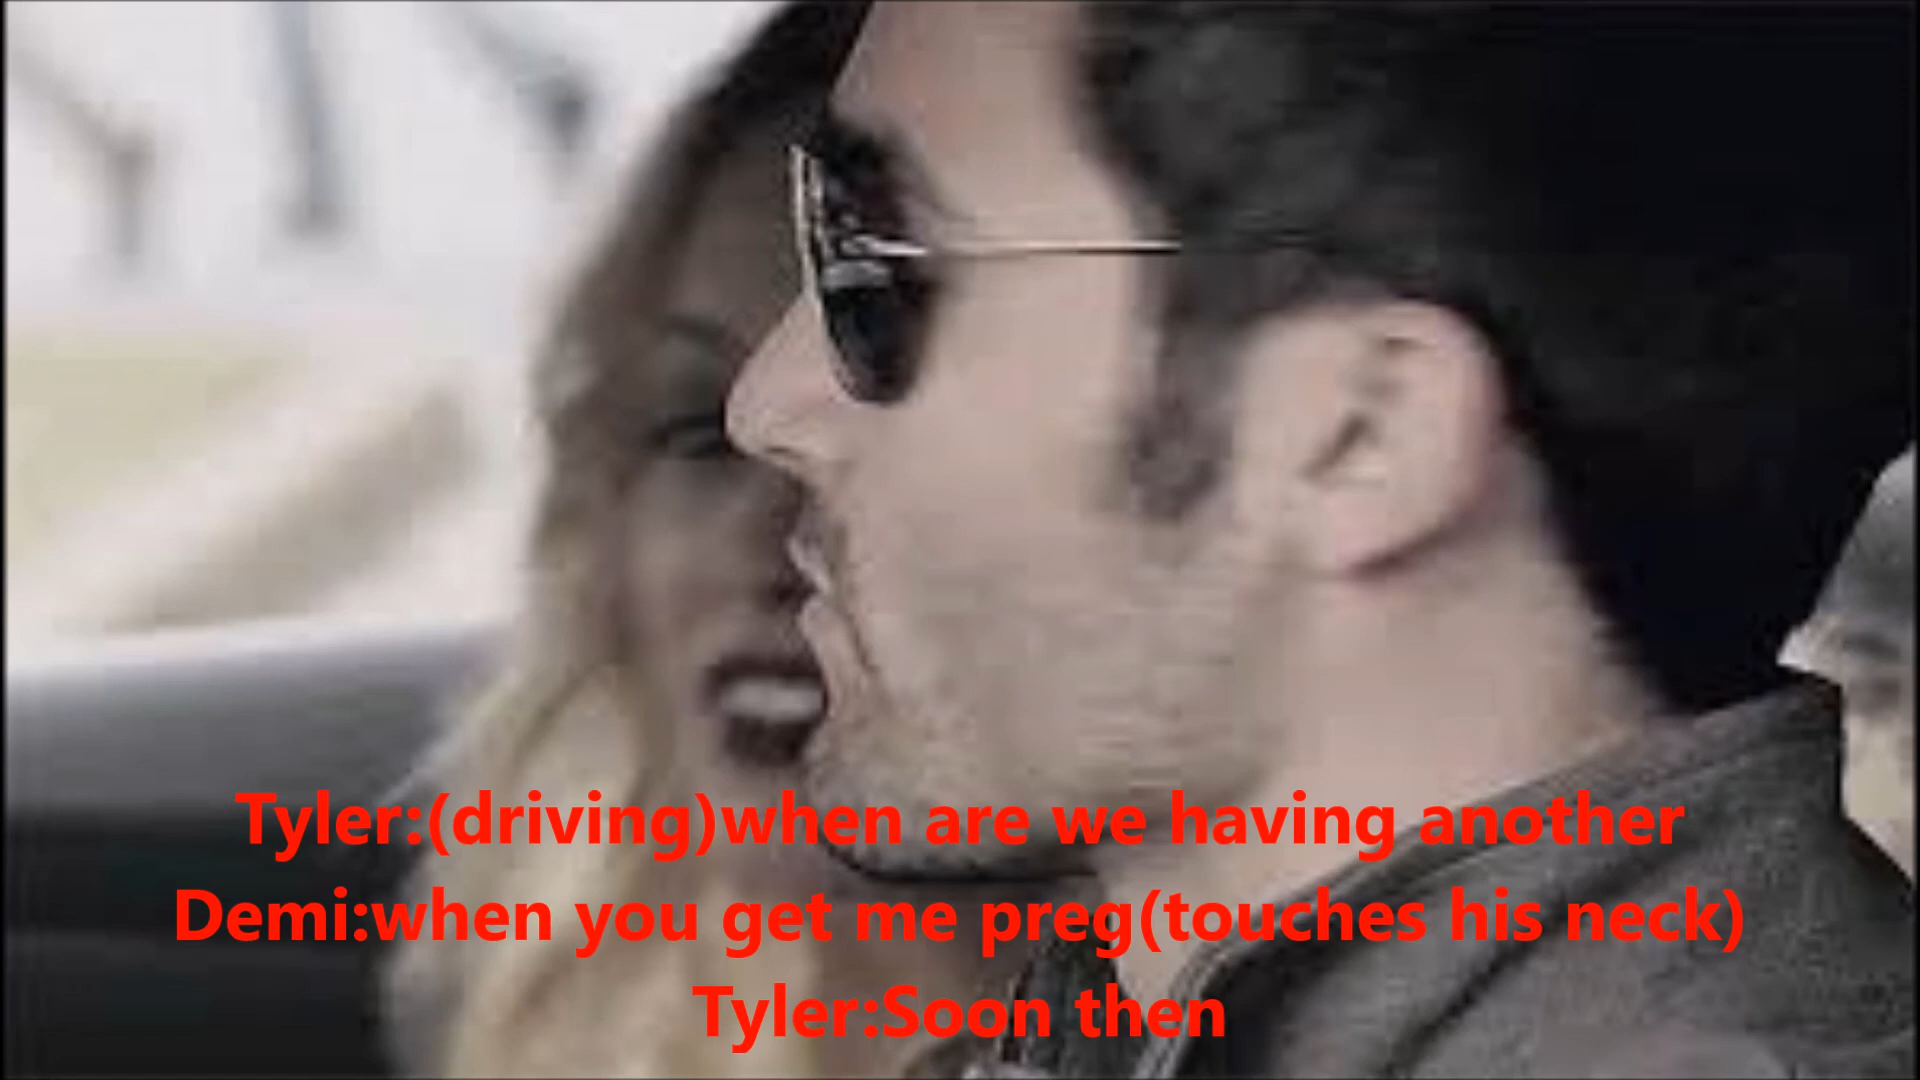 Tyler:(driving)when are we having another
Demi:when you get me preg(touches his neck)
Tyler:Soon then